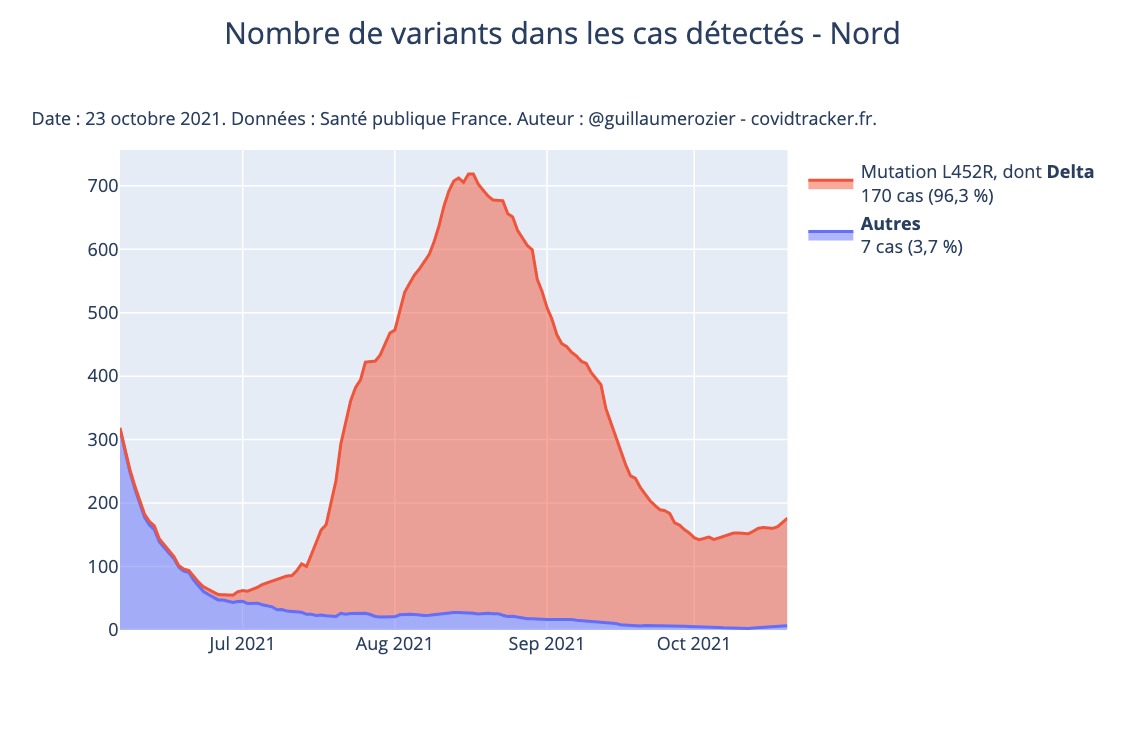 Nombre de variants dans les cas détectés - Nord
Date : 23 octobre 2021. Données : Santé publique France. Auteur : @guillaumerozier - covidtracker.fr.
Mutation L452R, dont Delta
170 cas (96,3 %)
Autres
7 cas (3,7 %)
700
600
500
400
300
200
100
0
Jul 2021
Aug 2021
Sep 2021
Oct 2021